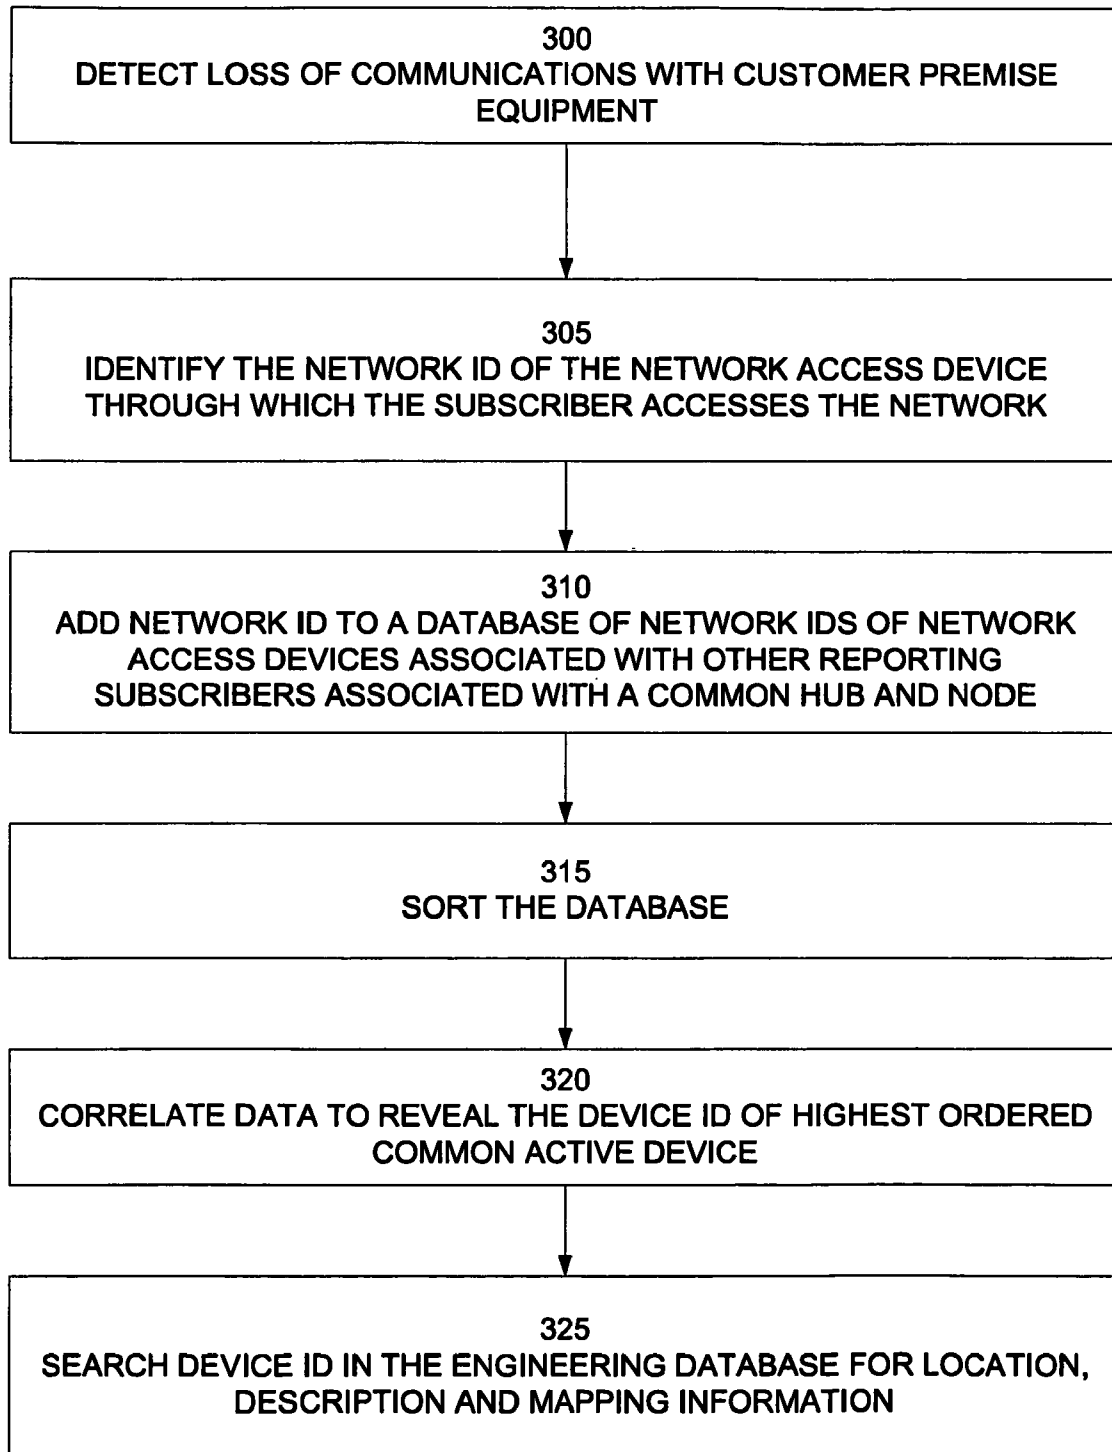 300
DETECT LOSS OF COMMUNICATIONS WITH CUSTOMER PREMISE
EQUIPMENT
305
IDENTIFY THE NETWORK ID OF THE NETWORK ACCESS DEVICE
THROUGH WHICH THE SUBSCRIBER ACCESSES THE NETWORK
310
ADD NETWORK ID TO A DATABASE OF NETWORK IDS OF NETWORK
ACCESS DEVICES ASSOCIATED WITH OTHER REPORTING
SUBSCRIBERS ASSOCIATED WITH A COMMON HUB AND NODE
315
SORT THE DATABASE
320
CORRELATE DATA TO REVEAL THE DEVICE ID OF HIGHEST ORDERED
COMMON ACTIVE DEVICE
325
SEARCH DEVICE ID IN THE ENGINEERING DATABASE FOR LOCATION,
DESCRIPTION AND MAPPING INFORMATION